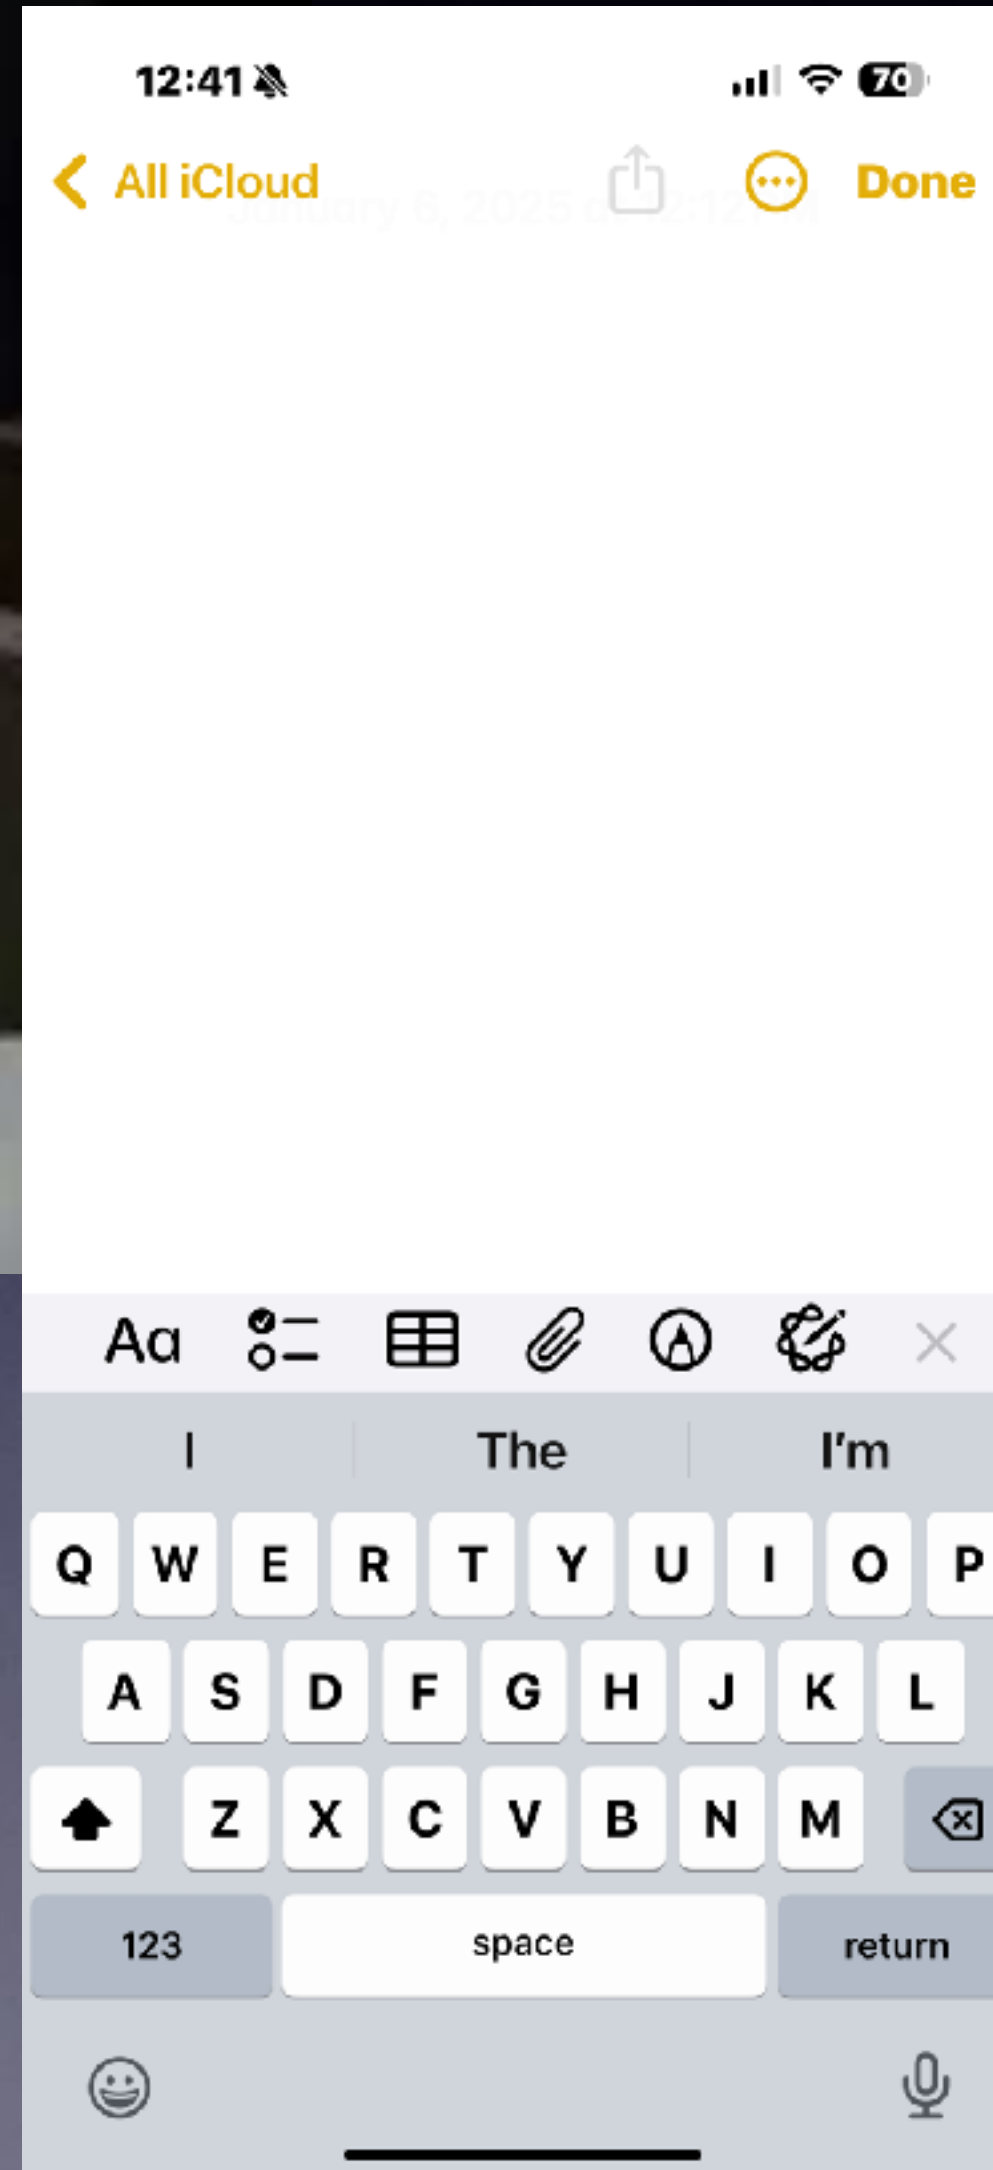 12:41
70
All iCloud
Done
Aa
I
The
I'm
Q W E R T Y U I O P
A S D F G H J K L
Z X C V B N M
123
space
return